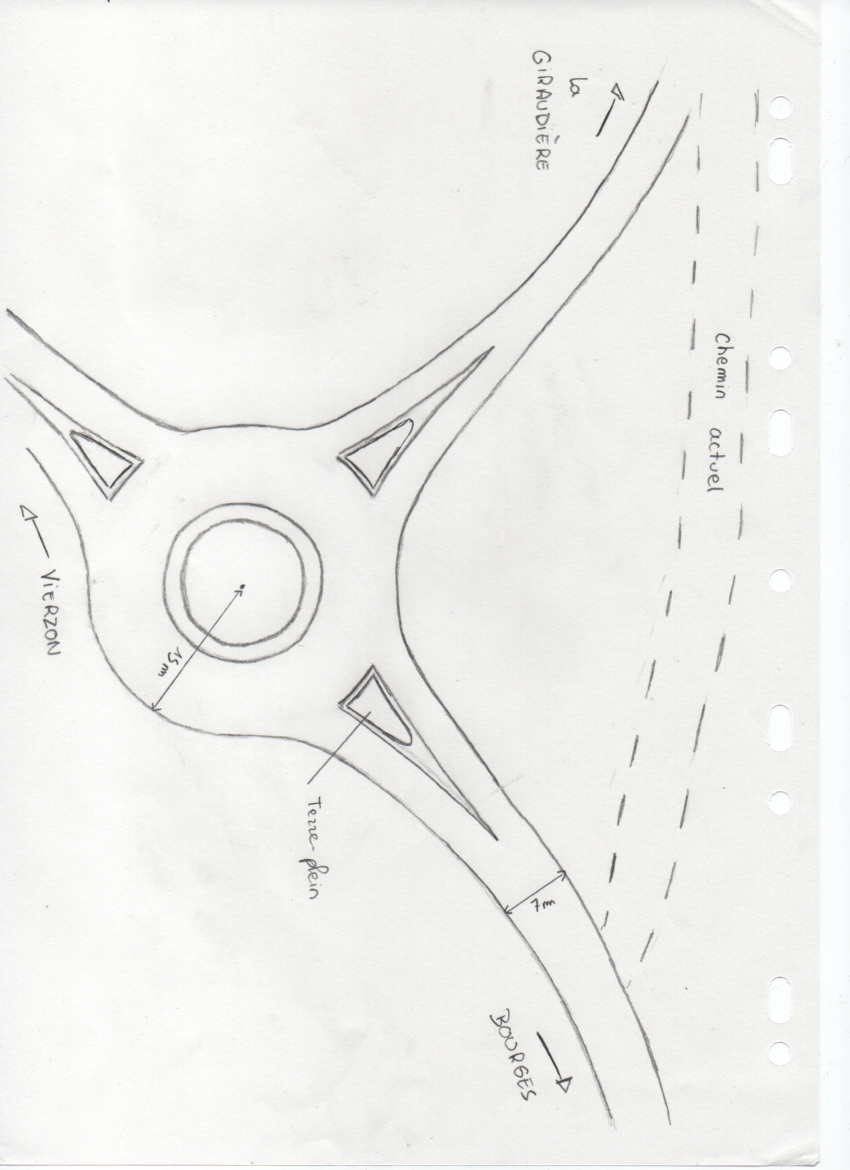 la
GIRAUDIÈRE
Chemin actuel
VIERZON
15m
Terre-plein
7m
BOURGES